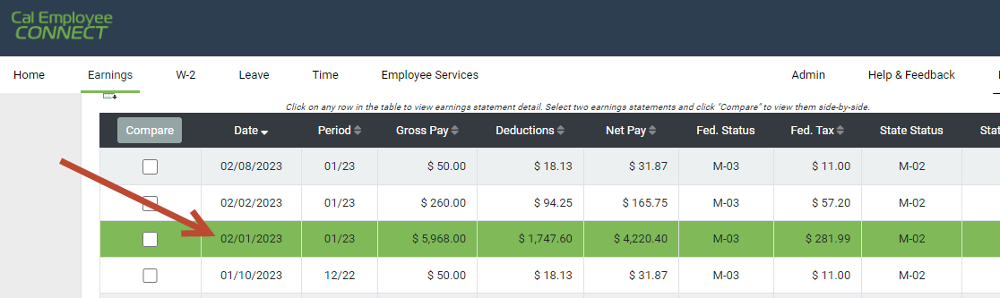 Cal Employee
CONNECT
Home Earnings W-2 Leave Time Employee Services Admin Help & Feedback
Click on any row in the table to view earnings statement detail. Select two earnings statements and click "Compare" to view them side-by-side.
Compare Date Period Gross Pay Deductions Net Pay Fed. Status Fed. Tax State Status Stat
02/08/2023 01/23 $ 50.00 $ 18.13 $ 31.87 M-03 $ 11.00 M-02
02/02/2023 01/23 $ 260.00 $ 94.25 $ 165.75 M-03 $ 57.20 M-02
02/01/2023 01/23 $ 5,968.00 $ 1,747.60 $ 4,220.40 M-03 $ 281.99 M-02
01/10/2023 12/22 $ 50.00 $ 18.13 $ 31.87 M-03 $ 11.00 M-02